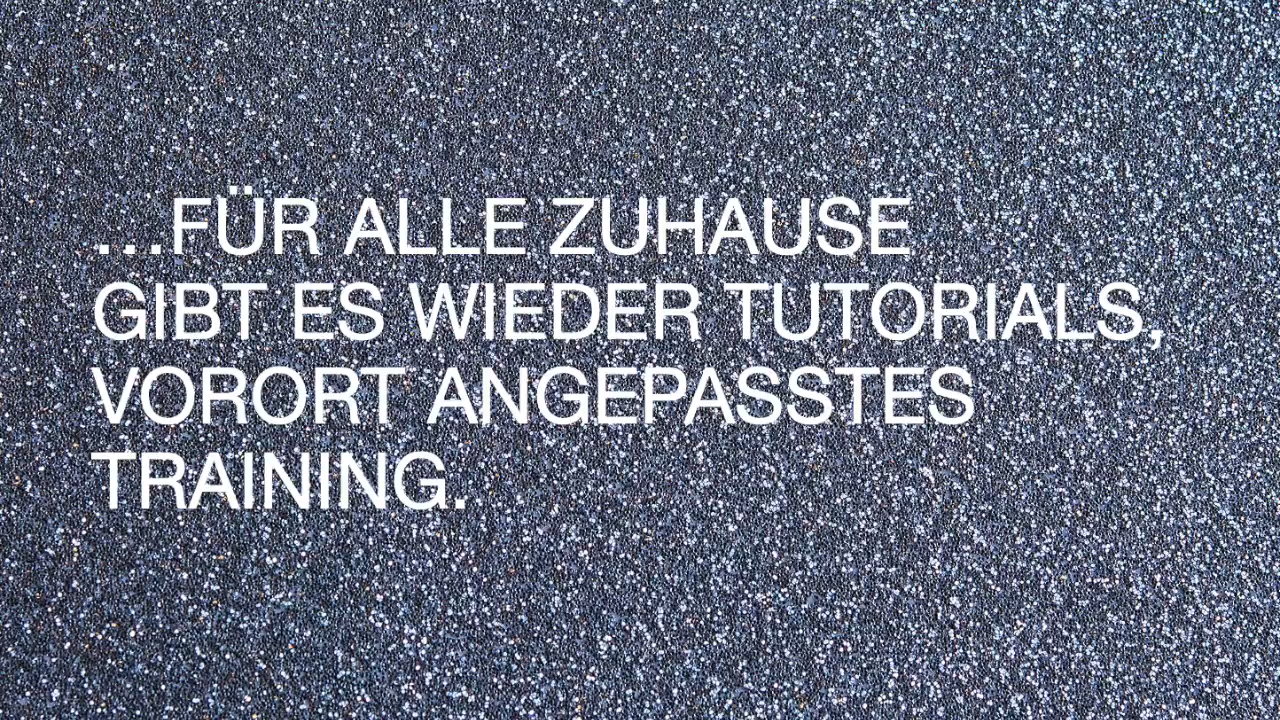 ...FÜR ALLE ZUHAUSE
GIBT ES WIEDER TUTORIALS,
VORORT ANGEPASSTES
TRAINING.